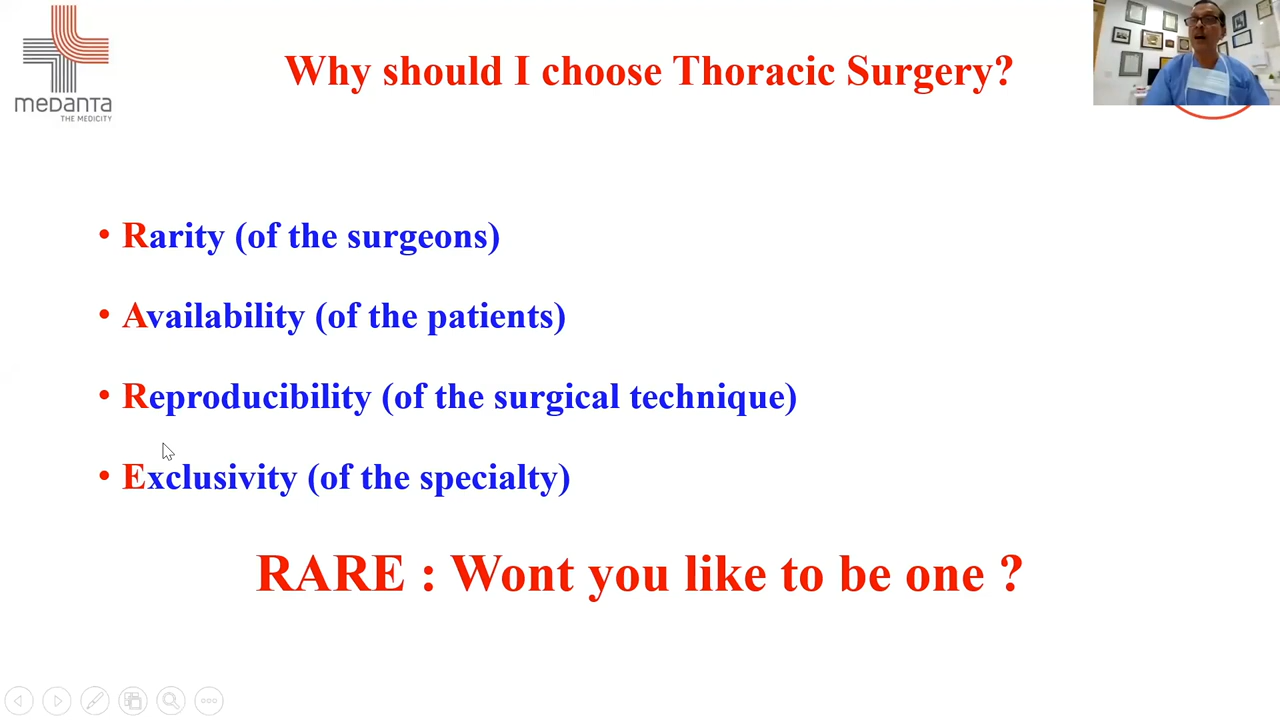 meDANTA
THE MEDICITY
Why should I choose Thoracic Surgery?
• Rarity (of the surgeons)
• Availability (of the patients)
• Reproducibility (of the surgical technique)
• Exclusivity (of the specialty)
RARE : Wont you like to be one ?